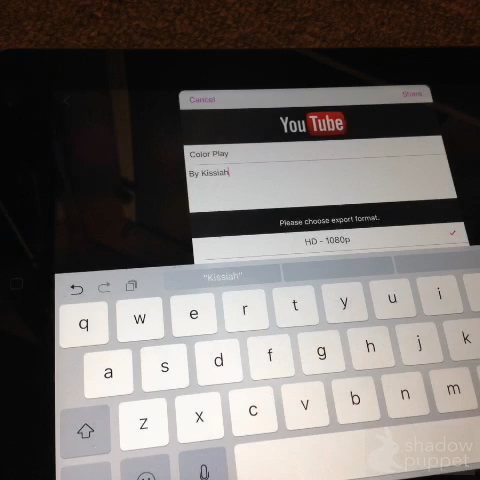 Cancel Share
YouTube
Color Play
By Kissiah
Please choose export format.
HD - 1080p
"Kissiah"
q w e r t y u i
a s d f g h j k
z x c v b n m
shadow
puppet